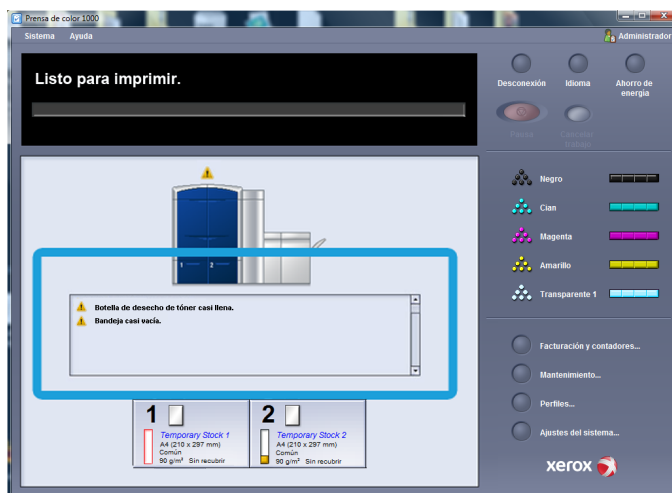 Prensa de color 1000
Sistema Ayuda
Administrador
Listo para imprimir.
Desconexión
Idioma
Ahorro de
energía
Pausa
Cancelar
trabajo
Negro
Cian
Magenta
Amarillo
Transparente 1
1 2
Botella de desecho de tóner casi llena.
Bandeja casi vacía.
1
Temporary Stock 1
A4 (210 x 297 mm)
Común
90 g/m² Sin recubrir
2
Temporary Stock 2
A4 (210 x 297 mm)
Común
90 g/m² Sin recubrir
Facturación y contadores...
Mantenimiento...
Perfiles...
Ajustes del sistema...
xerox